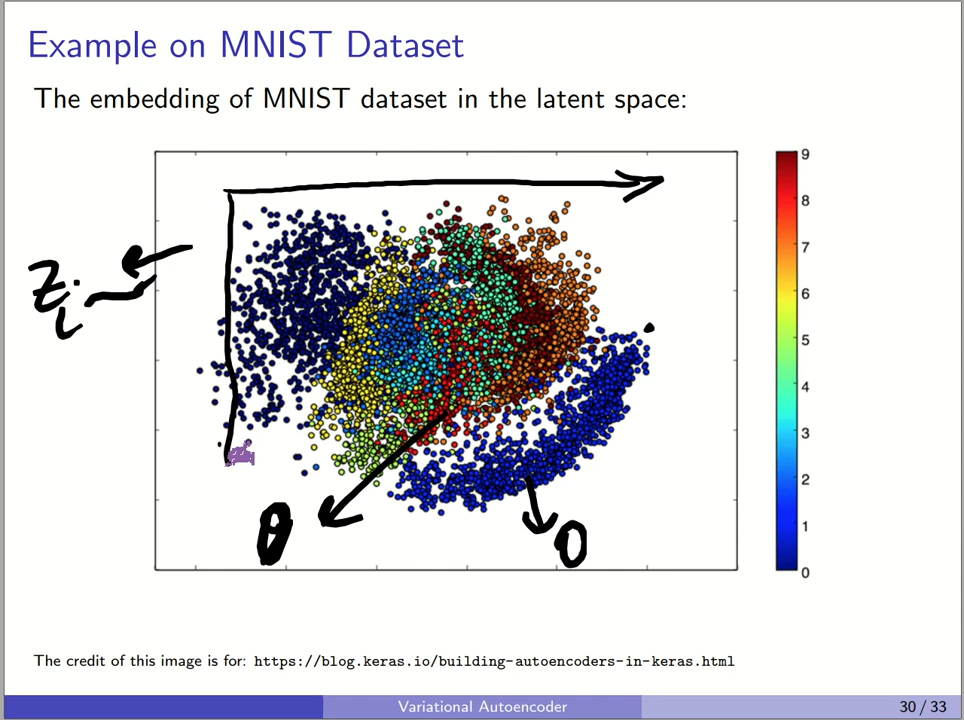 Example on MNIST Dataset
The embedding of MNIST dataset in the latent space:
9
8
7
6
5
4
3
2
1
0
Zi
0
The credit of this image is for: https://blog.keras.io/building-autoencoders-in-keras.html
Variational Autoencoder
30 / 33